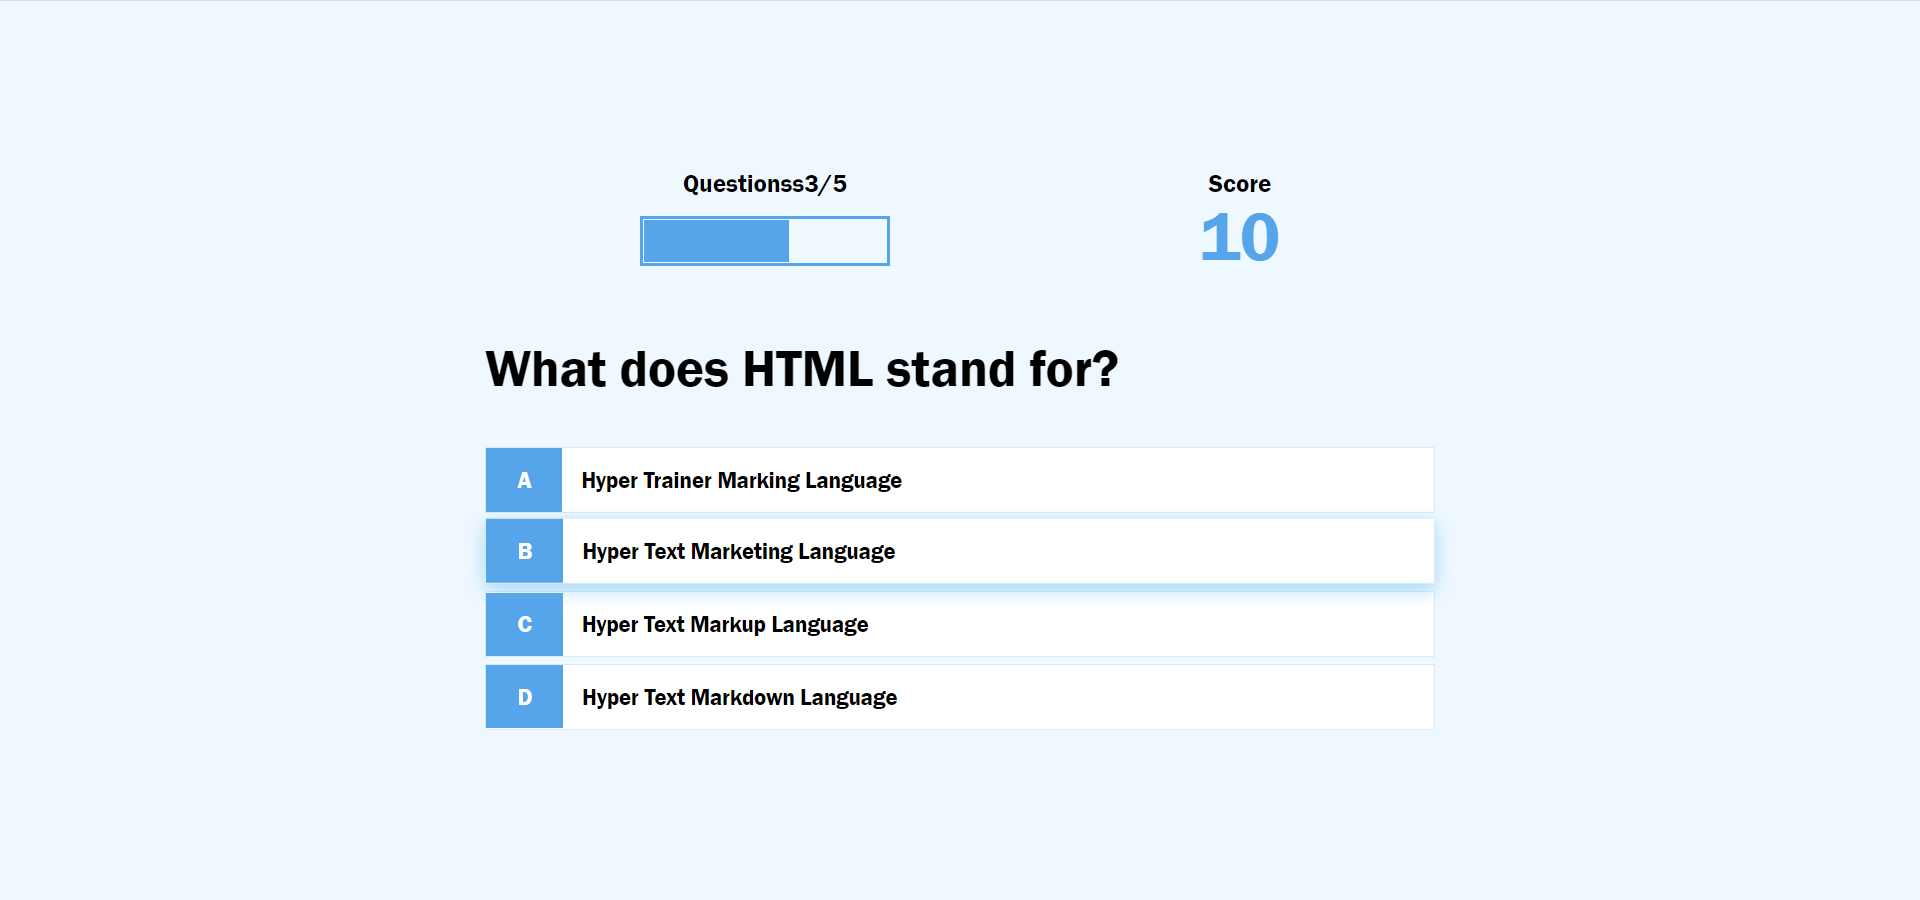 Questionss3/5
Score
10
What does HTML stand for?
A Hyper Trainer Marking Language
B Hyper Text Marketing Language
C Hyper Text Markup Language
D Hyper Text Markdown Language